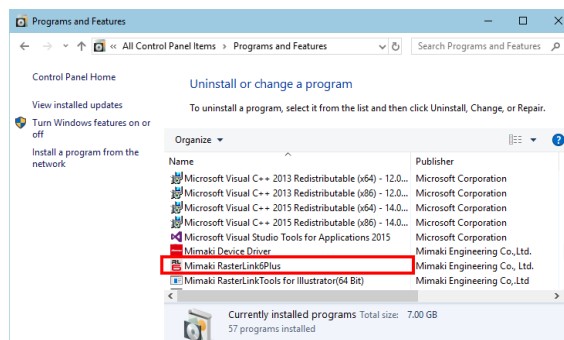 Programs and Features
« All Control Panel Items › Programs and Features
Search Programs and Features
Control Panel Home
View installed updates
Turn Windows features on or
off
Install a program from the
network
Uninstall or change a program
To uninstall a program, select it from the list and then click Uninstall, Change, or Repair.
Organize
Name Publisher
Microsoft Visual C++ 2013 Redistributable (x64) - 12.0... Microsoft Corporation
Microsoft Visual C++ 2013 Redistributable (x86) - 12.0... Microsoft Corporation
Microsoft Visual C++ 2015 Redistributable (x64) - 14.0... Microsoft Corporation
Microsoft Visual C++ 2015 Redistributable (x86) - 14.0... Microsoft Corporation
Microsoft Visual Studio Tools for Applications 2015 Microsoft Corporation
Mimaki Device Driver Mimaki Engineering Co.,Ltd.
Mimaki RasterLink6Plus Mimaki Engineering Co., Ltd.
Mimaki RasterLinkTools for Illustrator(64 Bit) Mimaki Engineering Co,.Ltd
Currently installed programs Total size: 7.00 GB
57 programs installed